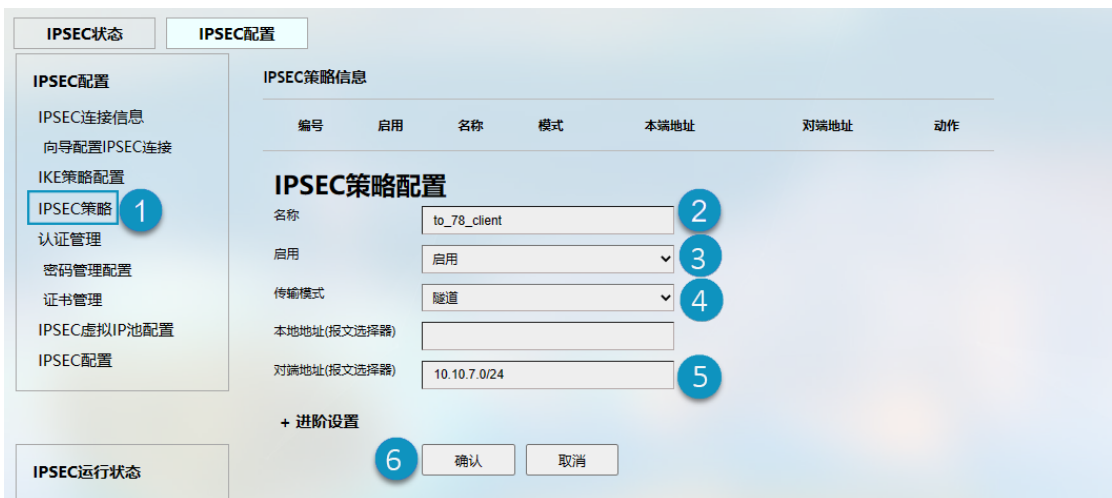 IPSEC状态 IPSEC配置
IPSEC配置
IPSEC连接信息
向导配置IPSEC连接
IKE策略配置
IPSEC策略 1
认证管理
密码管理配置
证书管理
IPSEC虚拟IP池配置
IPSEC配置
IPSEC运行状态
IPSEC策略信息
编号 启用 名称 模式 本端地址 对端地址 动作
IPSEC策略配置
名称 to_78_client 2
启用 启用 3
传输模式 隧道 4
本地地址(报文选择器)
对端地址(报文选择器) 10.10.7.0/24 5
+ 进阶设置
6 确认 取消